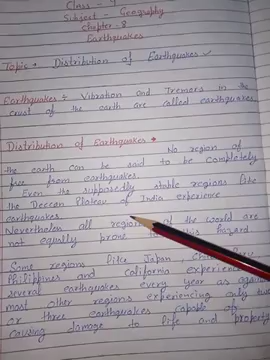 Class - 9
Subject - Geography
Chapter - 8
Earthquakes
Topic → Distribution of Earthquakes ✓
Earthquakes ÷ Vibration and Tremors in the
crust of the earth are called earthquakes
Distribution of Earthquakes →
No region of
the earth can be said to be completely
free from earthquakes.
Even the supposedly stable regions like
the Deccan Plateau of India experience
earthquakes.
Nevertheless all regions of the world are
not equally prone to this hazard.
Some regions like Japan, Peru,
Philippines and California experience
several earthquakes every year as against
most other regions experiencing only two
or three earthquakes capable of
causing damage to life and property